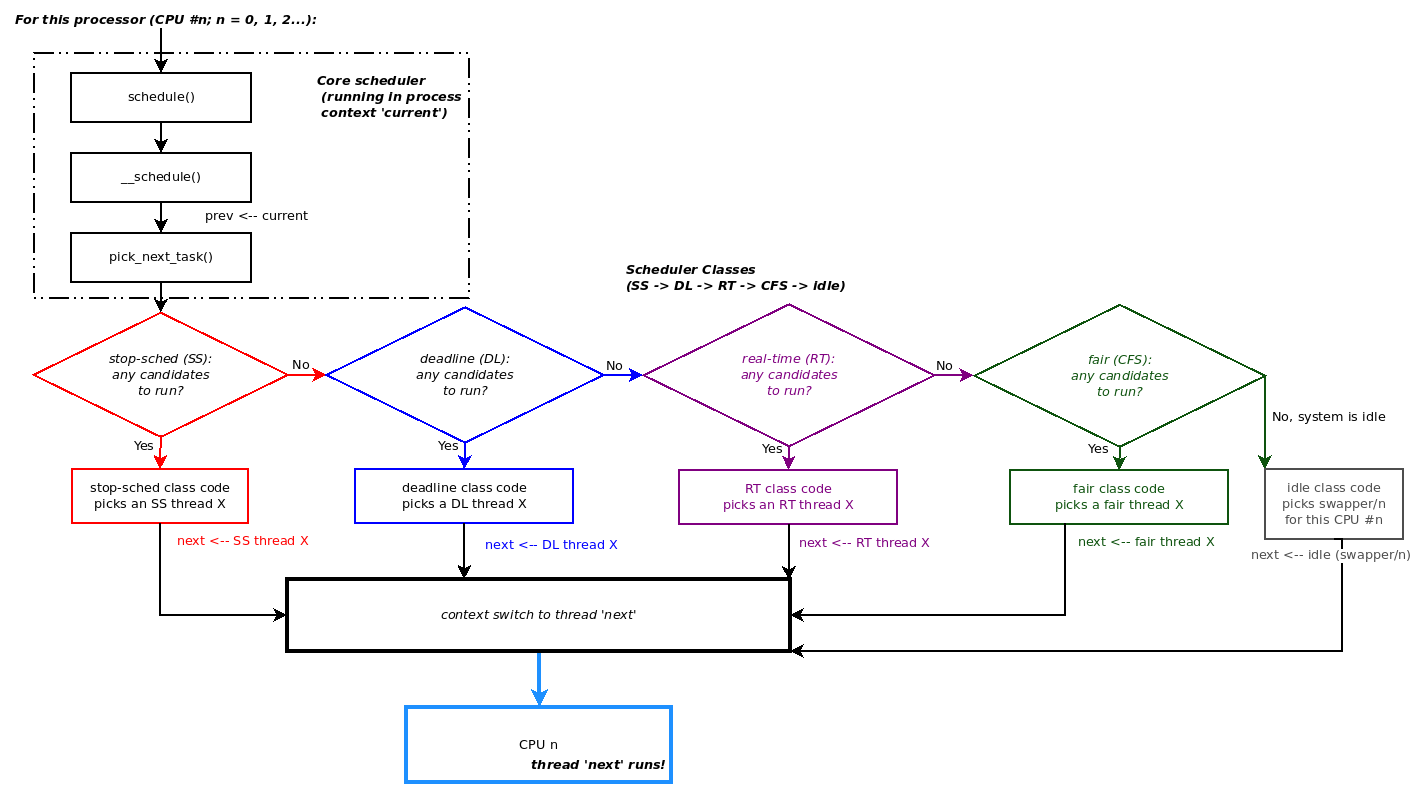 For this processor (CPU #n; n = 0, 1, 2...):
schedule()
Core scheduler
(running in process
context 'current')
__schedule()
prev <-- current
pick_next_task()
Scheduler Classes
(SS -> DL -> RT -> CFS -> idle)
stop-sched (SS):
any candidates
to run?
No
deadline (DL):
any candidates
to run?
No
real-time (RT):
any candidates
to run?
No
fair (CFS):
any candidates
to run?
No, system is idle
Yes
Yes
Yes
Yes
stop-sched class code
picks an SS thread X
deadline class code
picks a DL thread X
RT class code
picks an RT thread X
fair class code
picks a fair thread X
idle class code
picks swapper/n
for this CPU #n
next <-- SS thread X
next <-- DL thread X
next <-- RT thread X
next <-- fair thread X
next <-- idle (swapper/n)
context switch to thread 'next'
CPU n
thread 'next' runs!